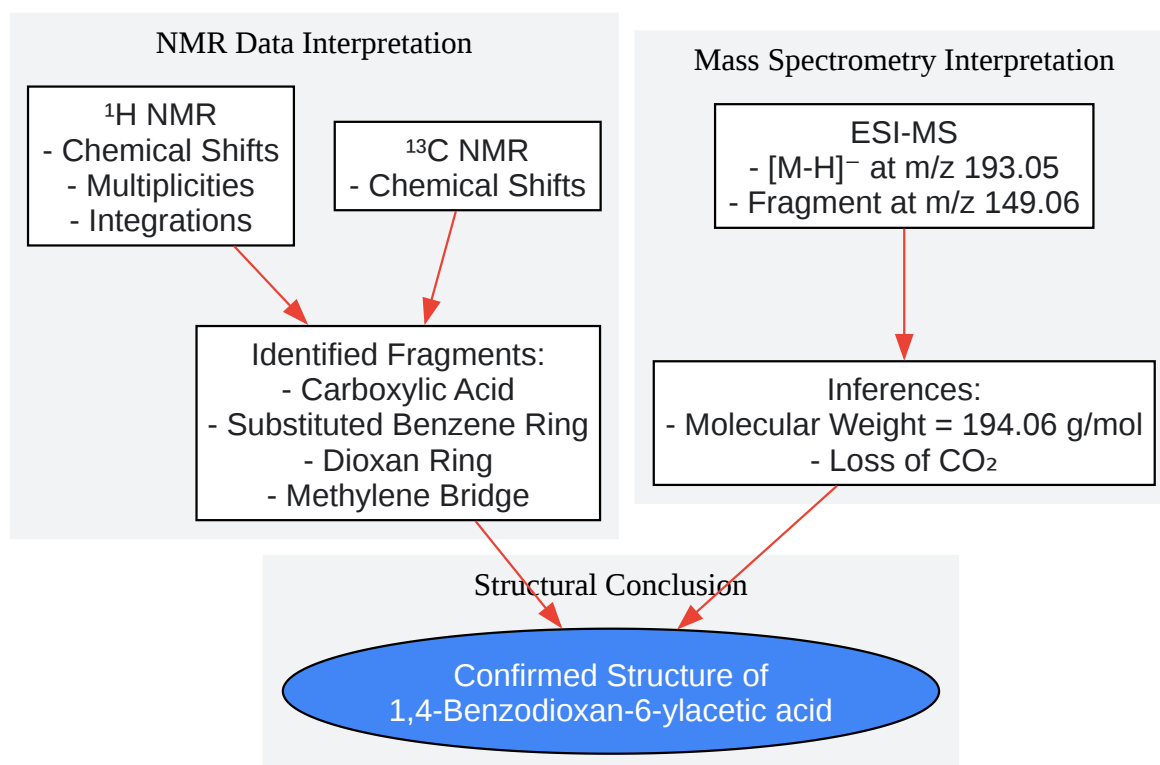 NMR Data Interpretation
¹H NMR
- Chemical Shifts
- Multiplicities
- Integrations
¹³C NMR
- Chemical Shifts
Identified Fragments:
- Carboxylic Acid
- Substituted Benzene Ring
- Dioxan Ring
- Methylene Bridge
Mass Spectrometry Interpretation
ESI-MS
- [M-H]⁻ at m/z 193.05
- Fragment at m/z 149.06
Inferences:
- Molecular Weight = 194.06 g/mol
- Loss of CO₂
Structural Conclusion
Confirmed Structure of
1,4-Benzodioxan-6-ylacetic acid